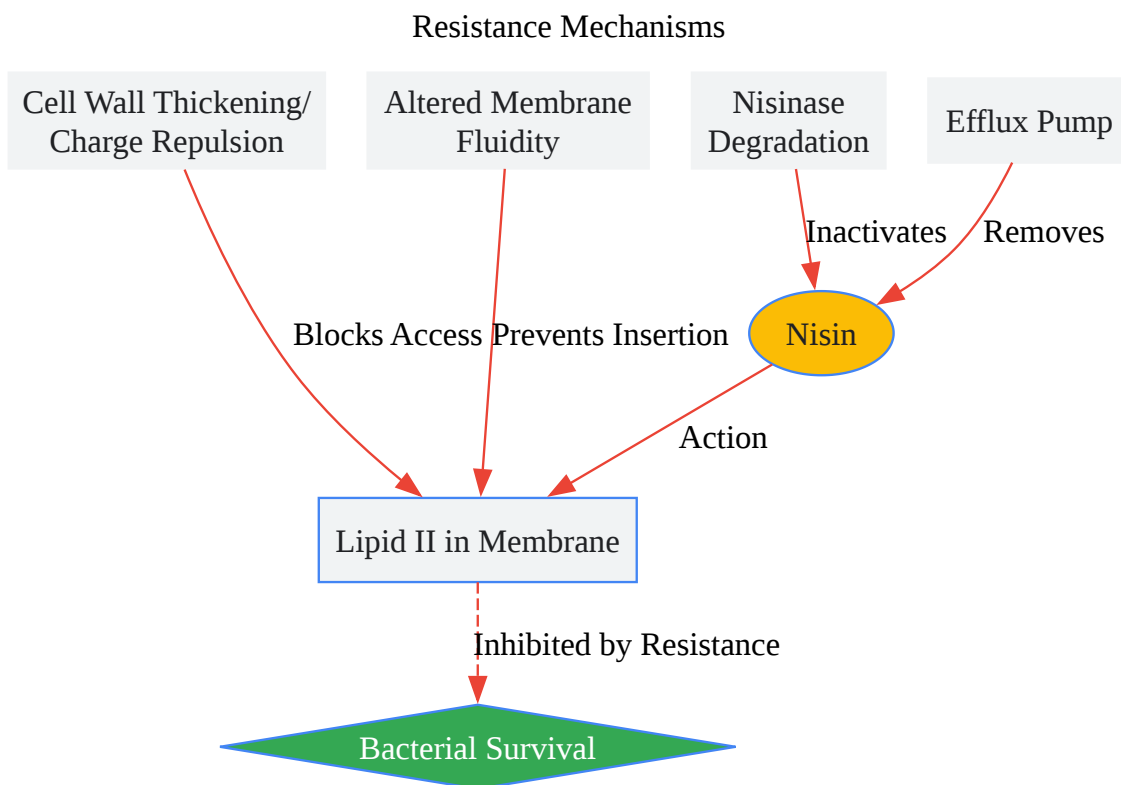 Resistance Mechanisms
Cell Wall Thickening/
Charge Repulsion
Altered Membrane
Fluidity
Nisinase
Degradation
Efflux Pump
Inactivates
Removes
Blocks Access
Prevents Insertion
Nisin
Action
Lipid II in Membrane
Inhibited by Resistance
Bacterial Survival